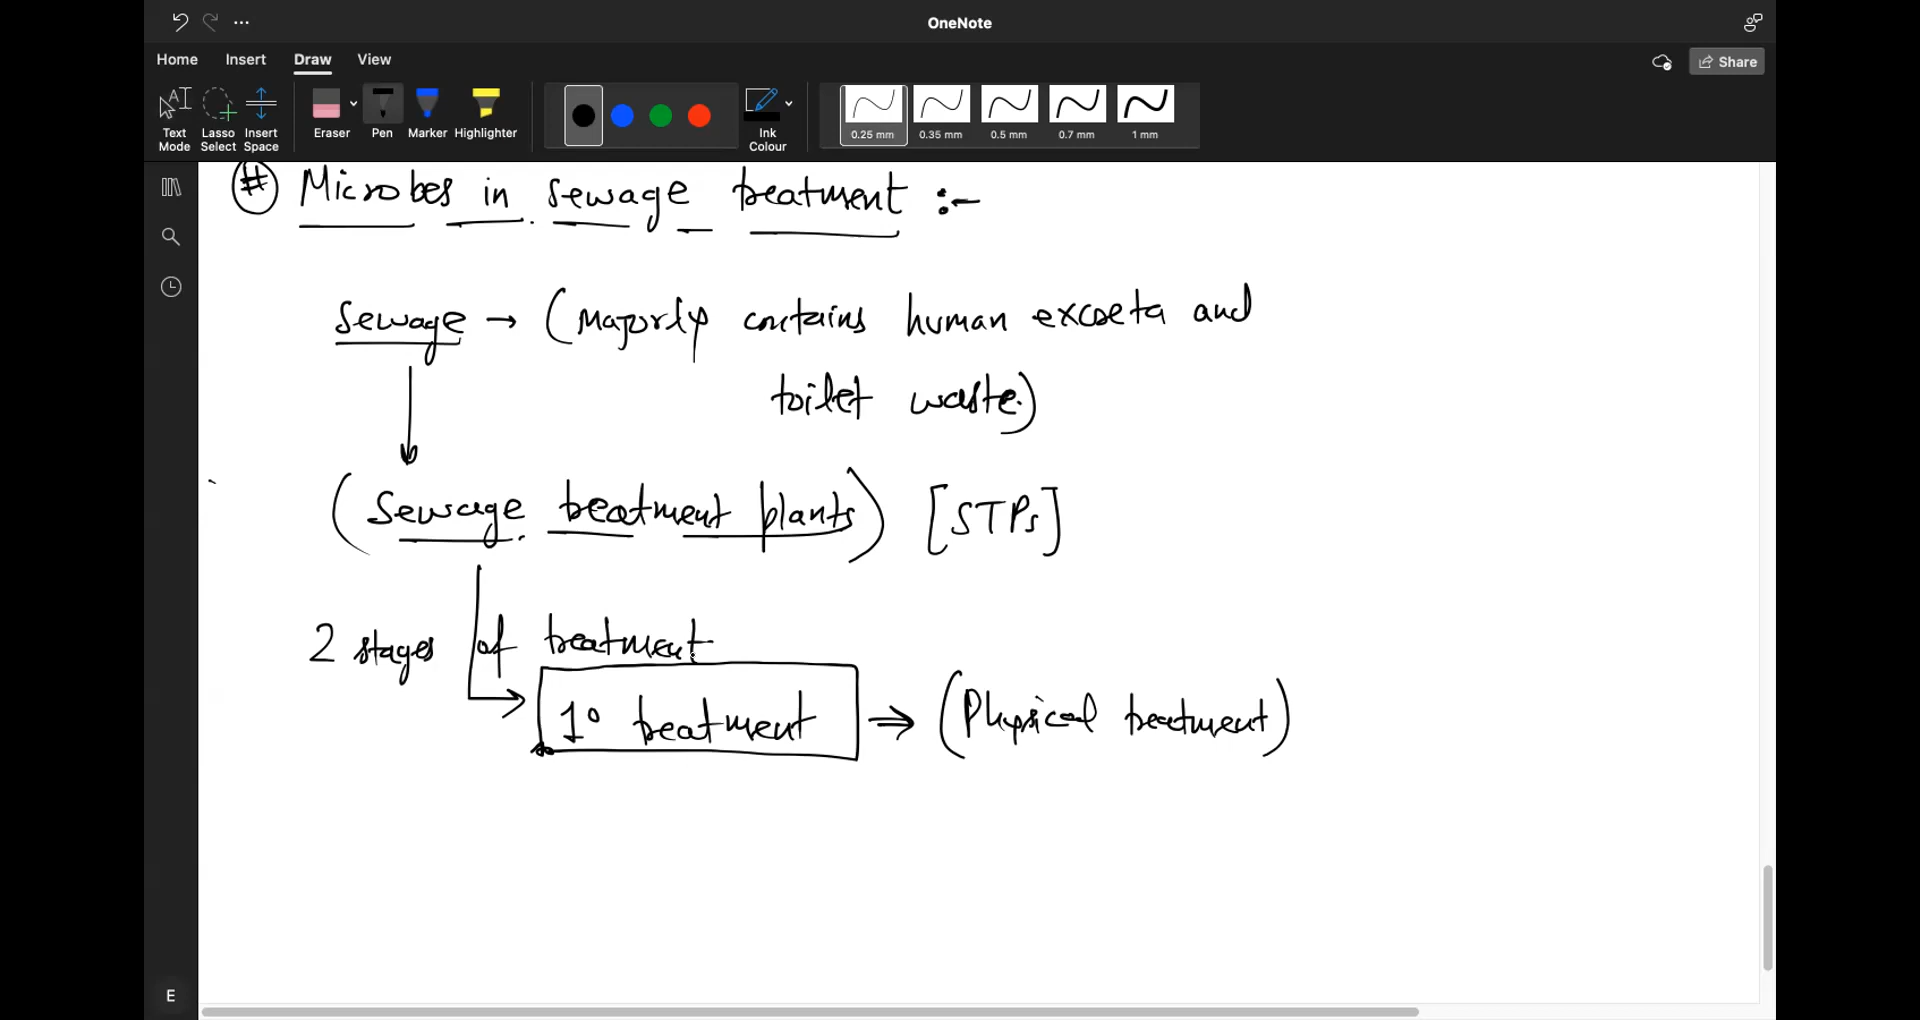 OneNote
Home Insert Draw View
Share
Text Mode
Lasso Select
Insert Space
Eraser
Pen
Marker
Highlighter
Ink Colour
0.25 mm
0.35 mm
0.5 mm
0.7 mm
1 mm
# Microbes in sewage treatment :-
Sewage → (Majorly contains human excreta and
toilet waste.)
(Sewage treatment plants) [STPs]
2 stages of treatment
1° treatment ⇒ (Physical treatment)
E